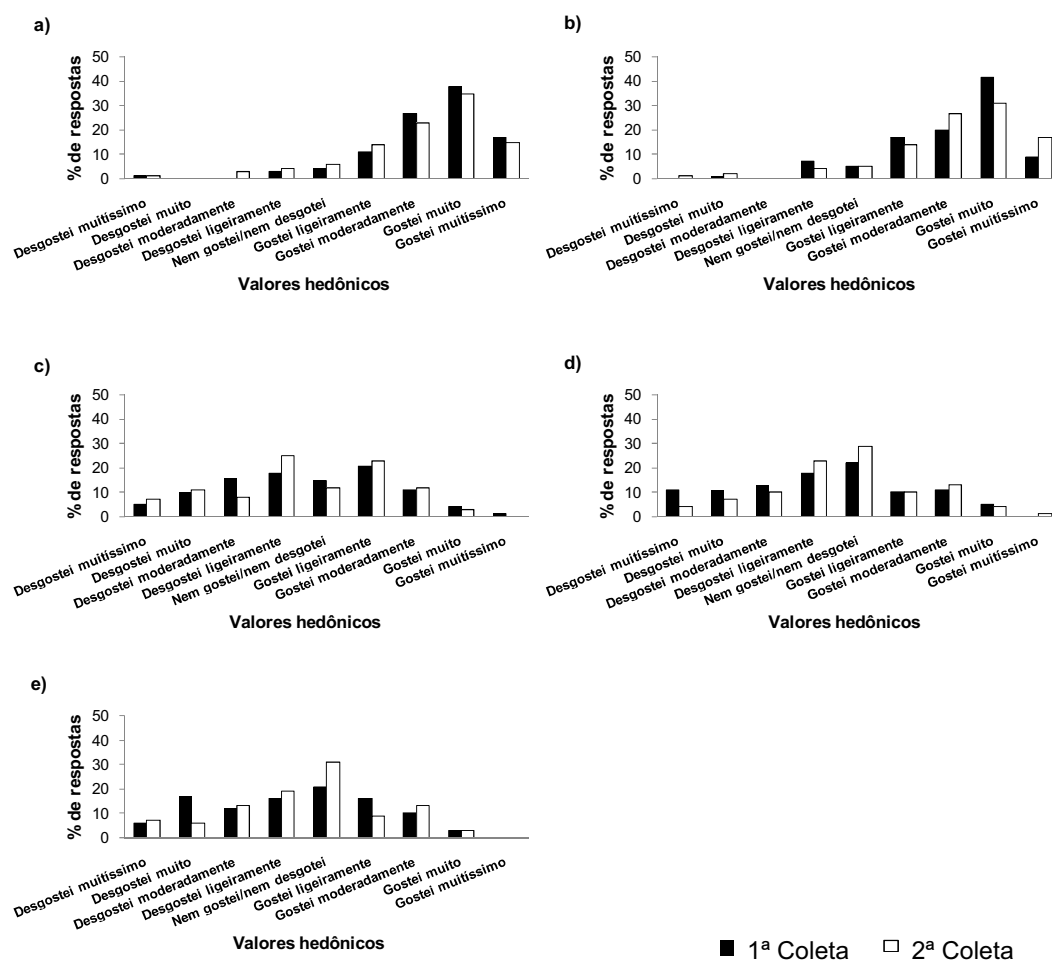 a)
% de respostas
50
40
30
20
10
0
Desgostei muitíssimo
Desgostei muito
Desgostei moderadamente
Desgostei ligeiramente
Nem gostei/nem desgotei
Gostei ligeiramente
Gostei moderadamente
Gostei muito
Gostei muitíssimo
Valores hedônicos
b)
% de respostas
50
40
30
20
10
0
Desgostei muitíssimo
Desgostei muito
Desgostei moderadamente
Desgostei ligeiramente
Nem gostei/nem desgotei
Gostei ligeiramente
Gostei moderadamente
Gostei muito
Gostei muitíssimo
Valores hedônicos
c)
% de respostas
50
40
30
20
10
0
Desgostei muitíssimo
Desgostei muito
Desgostei moderadamente
Desgostei ligeiramente
Nem gostei/nem desgotei
Gostei ligeiramente
Gostei moderadamente
Gostei muito
Gostei muitíssimo
Valores hedônicos
d)
% de respostas
50
40
30
20
10
0
Desgostei muitíssimo
Desgostei muito
Desgostei moderadamente
Desgostei ligeiramente
Nem gostei/nem desgotei
Gostei ligeiramente
Gostei moderadamente
Gostei muito
Gostei muitíssimo
Valores hedônicos
e)
% de respostas
50
40
30
20
10
0
Desgostei muitíssimo
Desgostei muito
Desgostei moderadamente
Desgostei ligeiramente
Nem gostei/nem desgotei
Gostei ligeiramente
Gostei moderadamente
Gostei muito
Gostei muitíssimo
Valores hedônicos
1ª Coleta
2ª Coleta